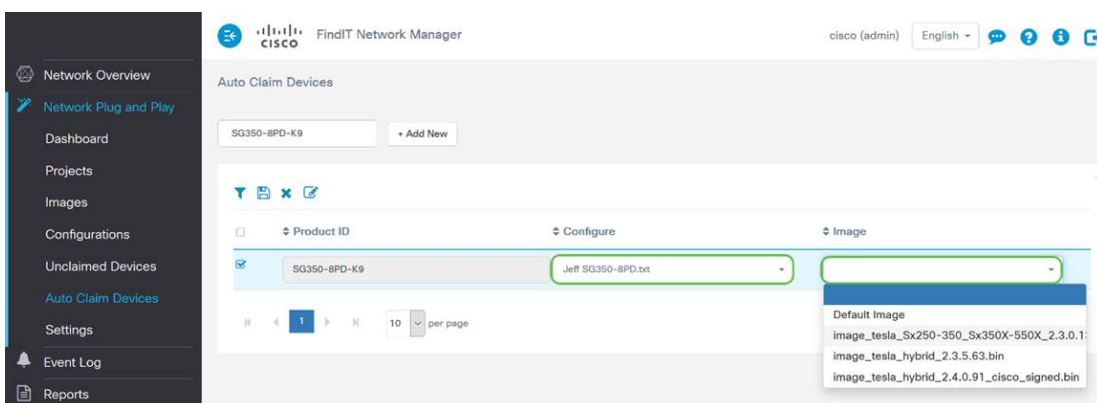 CISCO FindIT Network Manager
cisco (admin) English
Network Overview
Network Plug and Play
Dashboard
Projects
Images
Configurations
Unclaimed Devices
Auto Claim Devices
Settings
Event Log
Reports
Auto Claim Devices
SG350-8PD-K9 + Add New
Product ID Configure Image
SG350-8PD-K9 Jeff SG350-8PD.txt
Default Image
image_tesla_Sx250-350_Sx350X-550X_2.3.0.1
image_tesla_hybrid_2.3.5.63.bin
image_tesla_hybrid_2.4.0.91_cisco_signed.bin
1 10 per page